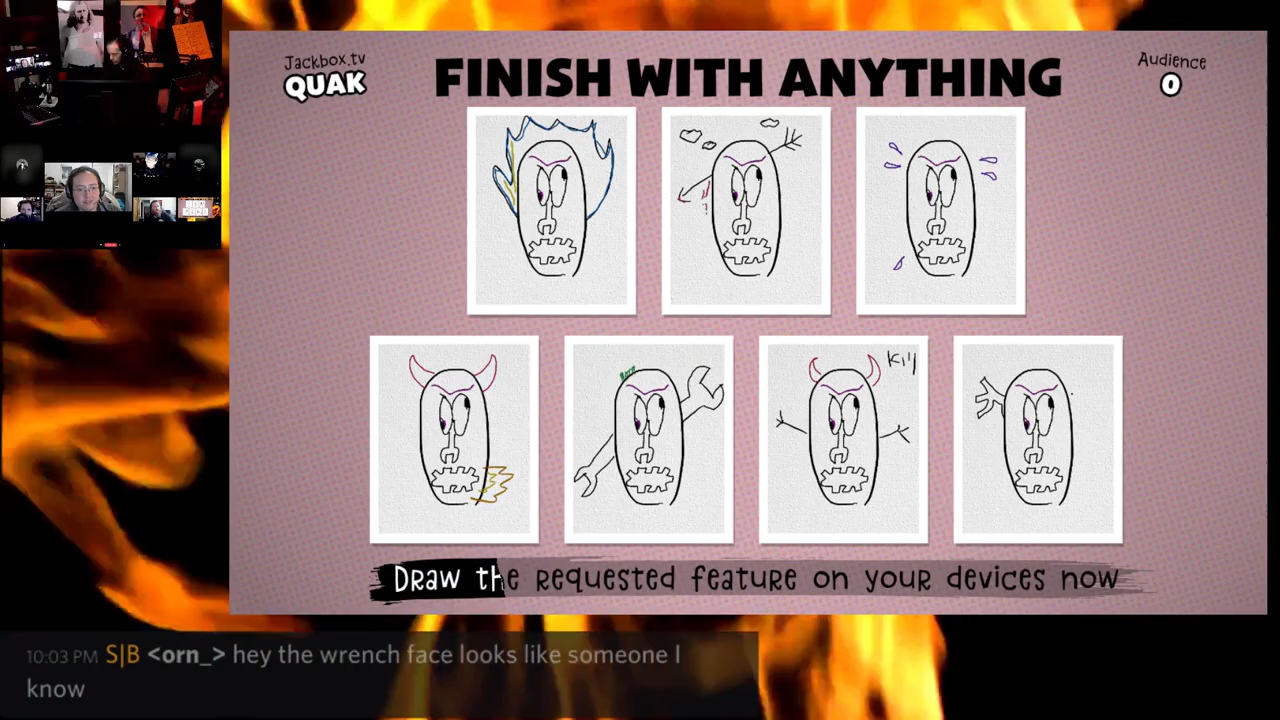 Jackbox.tv
QUAK
FINISH WITH ANYTHING
Audience
0
Kill
Draw the requested feature on your devices now
10:03 PM S|B <orn_> hey the wrench face looks like someone I
know